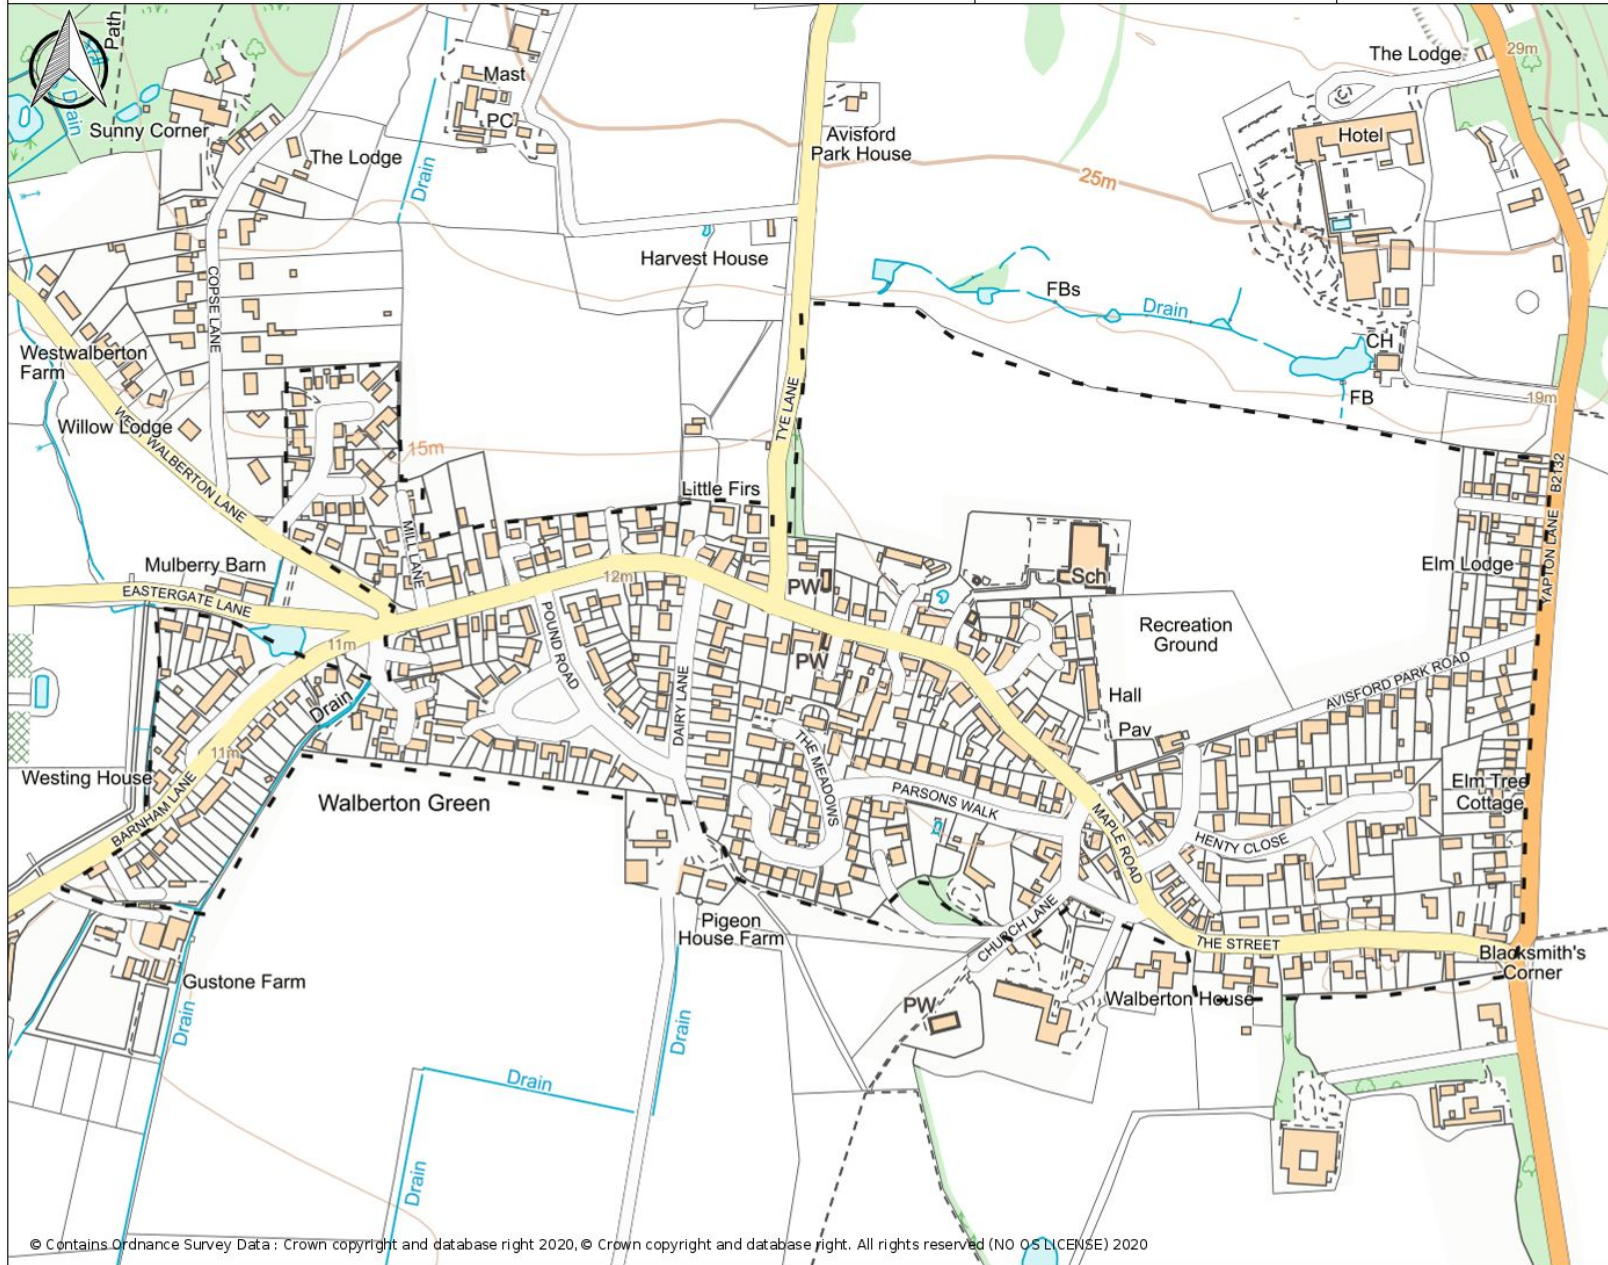 Path
Drain
Sunny Corner
The Lodge
Mast
PC
Drain
Avisford
Park House
The Lodge
29m
Hotel
25m
Harvest House
FBs
Drain
CH
FB
19m
COPSE LANE
Westwalberton
Farm
Willow Lodge
WEST WALBERTON LANE
15m
TYE LANE
Little Firs
MILL LANE
Mulberry Barn
EASTERGATE LANE
12m
11m
PW
PW
Sch
Recreation
Ground
Elm Lodge
YAPTON LANE B2132
POUND ROAD
DAIRY LANE
Drain
11m
Westing House
BARNHAM LANE
Walberton Green
THE MEADOWS
PARSONS WALK
Hall
Pav
AVISFORD PARK ROAD
MAPLE ROAD
HENTY CLOSE
Elm Tree
Cottage
Pigeon
House Farm
CHURCH LANE
THE STREET
Blacksmith's
Corner
Gustone Farm
Walberton House
PW
Drain
Drain
Drain
Drain
© Contains Ordnance Survey Data : Crown copyright and database right 2020, © Crown copyright and database right. All rights reserved (NO OS LICENSE) 2020